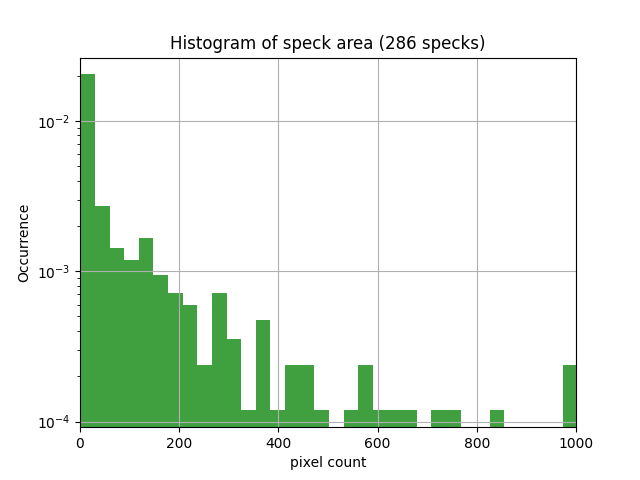 Histogram of speck area (286 specks)
Occurrence
10⁻²
10⁻³
10⁻⁴
0 200 400 600 800 1000
pixel count